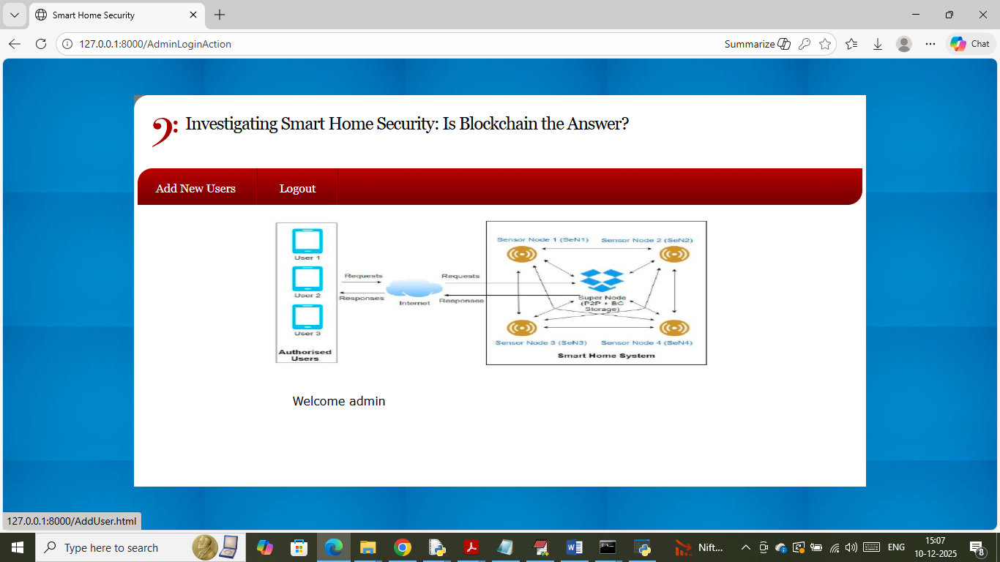 Smart Home Security
127.0.0.1:8000/AdminLoginAction
Summarize
Chat
Investigating Smart Home Security: Is Blockchain the Answer?
Add New Users
Logout
User 1
User 2
User 3
Authorised
Users
Requests
Responses
Internet
Requests
Responses
Sensor Node 1 (SeN1)
Sensor Node 2 (SeN2)
Super Node
(P2P + BC
Storage)
Sensor Node 3 (SeN3)
Sensor Node 4 (SeN4)
Smart Home System
Welcome admin
127.0.0.1:8000/AddUser.html
Type here to search
Nift...
ENG
15:07
10-12-2025
8